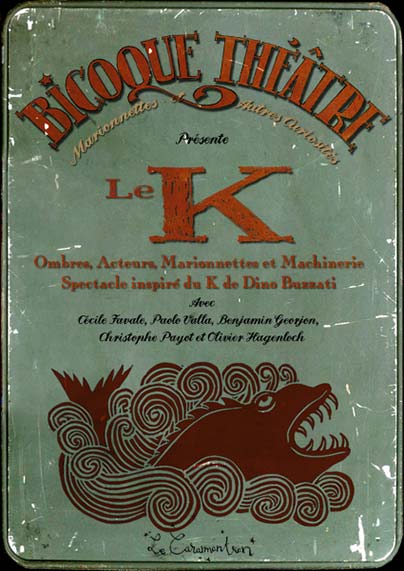 BICOQUE THÉÂTRE
Marionnettes et Autres Curiosités
Présente
Le K
Ombres, Acteurs, Marionnettes et Machinerie
Spectacle inspiré du K de Dino Buzzati
Avec
Cécile Favale, Paolo Valla, Benjamin Georjon,
Christophe Payot et Olivier Hagenloch